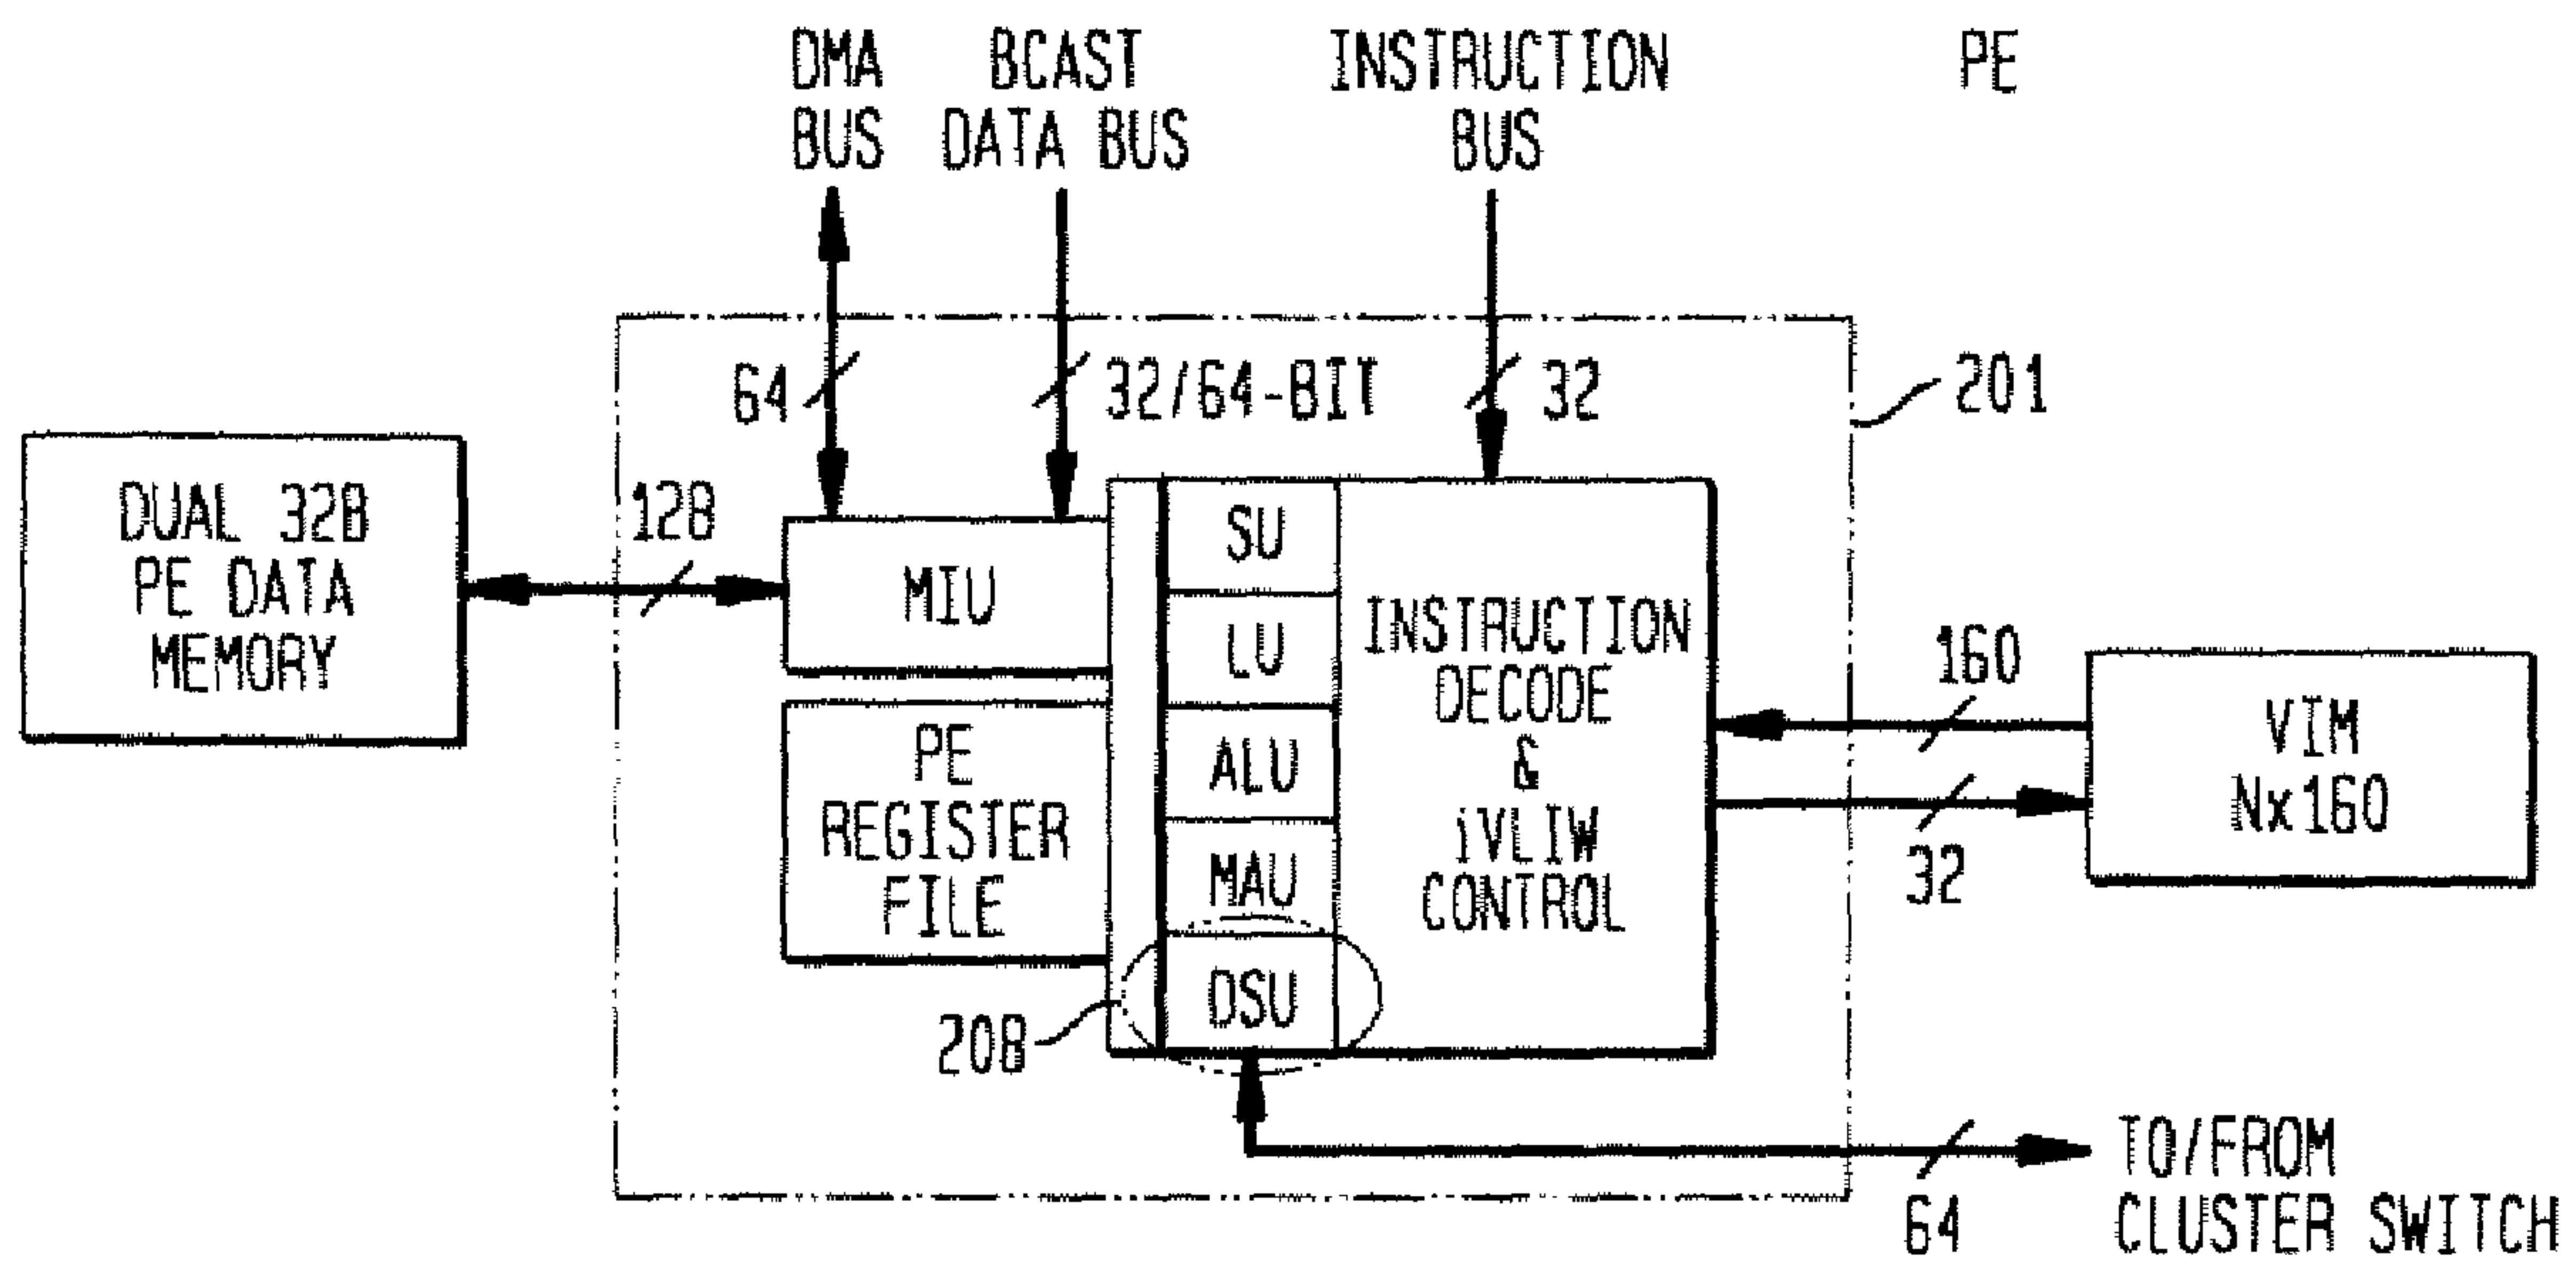 DMA
BUS
BCAST
DATA BUS
INSTRUCTION
BUS
PE
64
32/64-BIT
32
201
DUAL 32B
PE DATA
MEMORY
128
MIU
PE
REGISTER
FILE
SU
LU
ALU
MAU
DSU
INSTRUCTION
DECODE
&
iVLIW
CONTROL
160
32
VIM
Nx160
208
64
TO/FROM
CLUSTER SWITCH